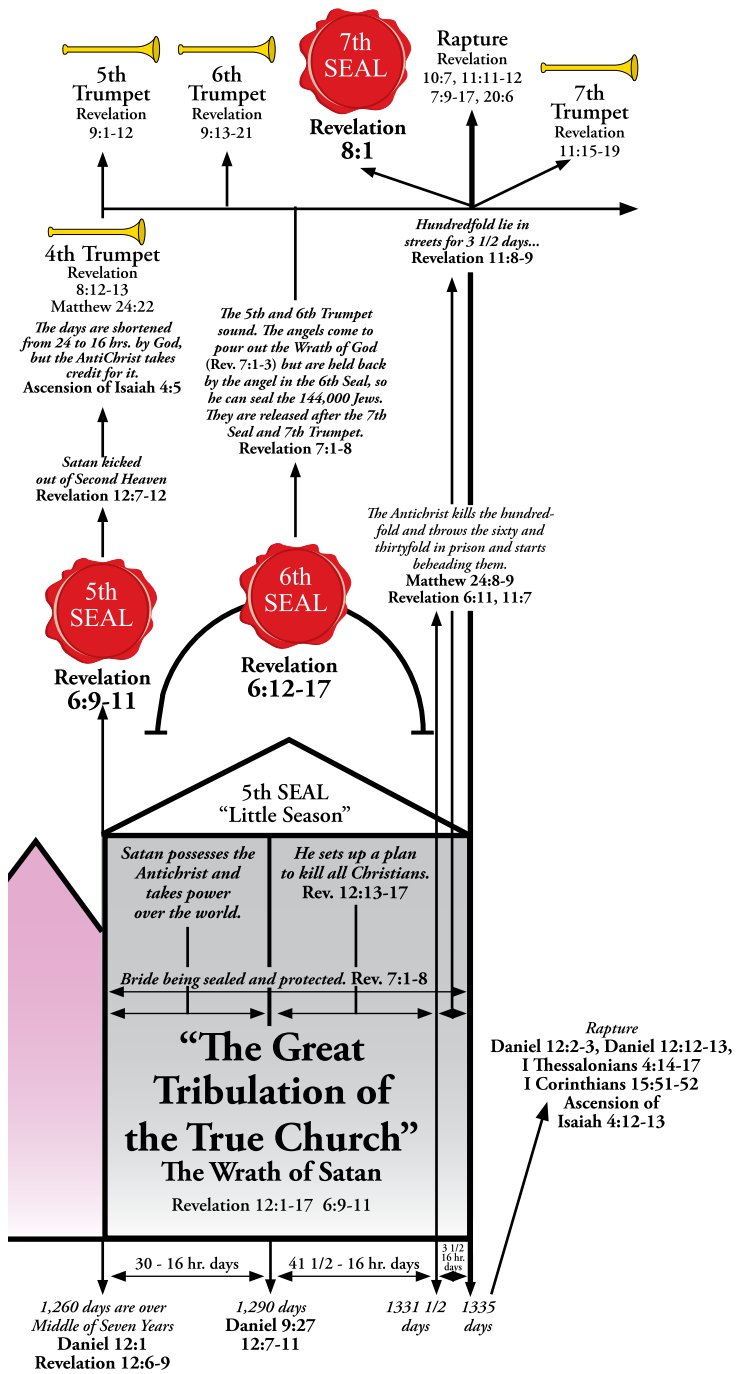 5th
Trumpet
Revelation
9:1-12
6th
Trumpet
Revelation
9:13-21
7th
SEAL
Revelation
8:1
Rapture
Revelation
10:7, 11:11-12
7:9-17, 20:6
7th
Trumpet
Revelation
11:15-19
4th Trumpet
Revelation
8:12-13
Matthew 24:22
The days are shortened
from 24 to 16 hrs. by God,
but the AntiChrist takes
credit for it.
Ascension of Isaiah 4:5
Hundredfold lie in
streets for 3 1/2 days...
Revelation 11:8-9
The 5th and 6th Trumpet
sound. The angels come to
pour out the Wrath of God
(Rev. 7:1-3) but are held back
by the angel in the 6th Seal, so
he can seal the 144,000 Jews.
They are released after the 7th
Seal and 7th Trumpet.
Revelation 7:1-8
Satan kicked
out of Second Heaven
Revelation 12:7-12
The Antichrist kills the hundred-
fold and throws the sixty and
thirtyfold in prison and starts
beheading them.
Matthew 24:8-9
Revelation 6:11, 11:7
5th
SEAL
Revelation
6:9-11
6th
SEAL
Revelation
6:12-17
5th SEAL
“Little Season”
Satan possesses the
Antichrist and
takes power
over the world.
He sets up a plan
to kill all Christians.
Rev. 12:13-17
Bride being sealed and protected. Rev. 7:1-8
“The Great
Tribulation of
the True Church”
The Wrath of Satan
Revelation 12:1-17 6:9-11
Rapture
Daniel 12:2-3, Daniel 12:12-13,
I Thessalonians 4:14-17
I Corinthians 15:51-52
Ascension of
Isaiah 4:12-13
30 - 16 hr. days
41 1/2 - 16 hr. days
3 1/2
16 hr.
days
1,260 days are over
Middle of Seven Years
Daniel 12:1
Revelation 12:6-9
1,290 days
Daniel 9:27
12:7-11
1331 1/2
days
1335
days